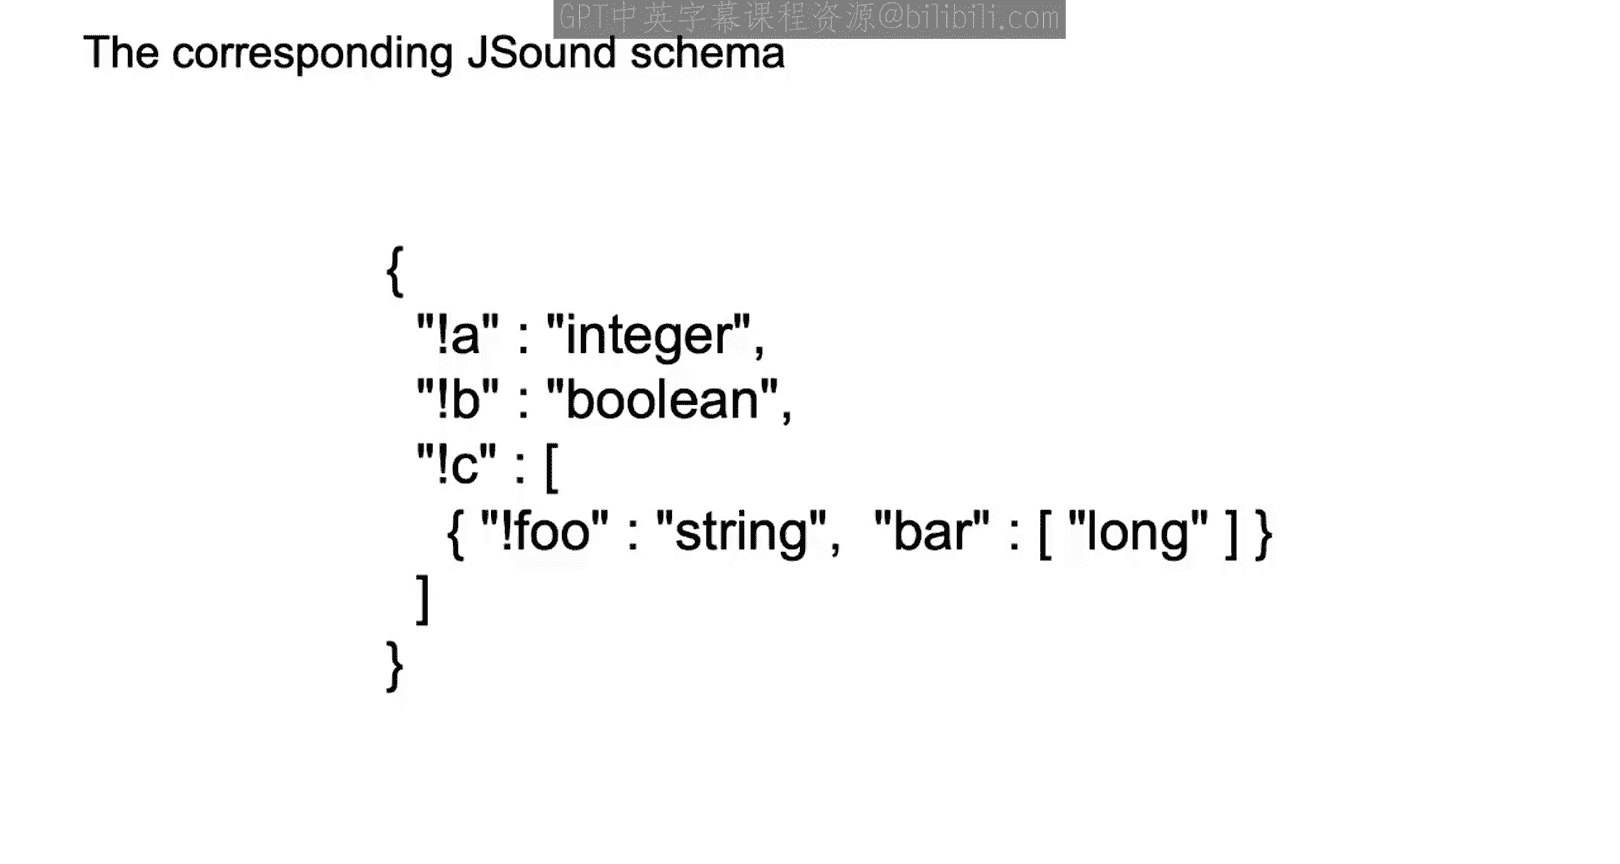 GPT中英字幕课程资源@bilibili.com
The corresponding JSound schema
{
"!a" : "integer",
"!b" : "boolean",
"!c" : [
{ "!foo" : "string", "bar" : [ "long" ] }
]
}